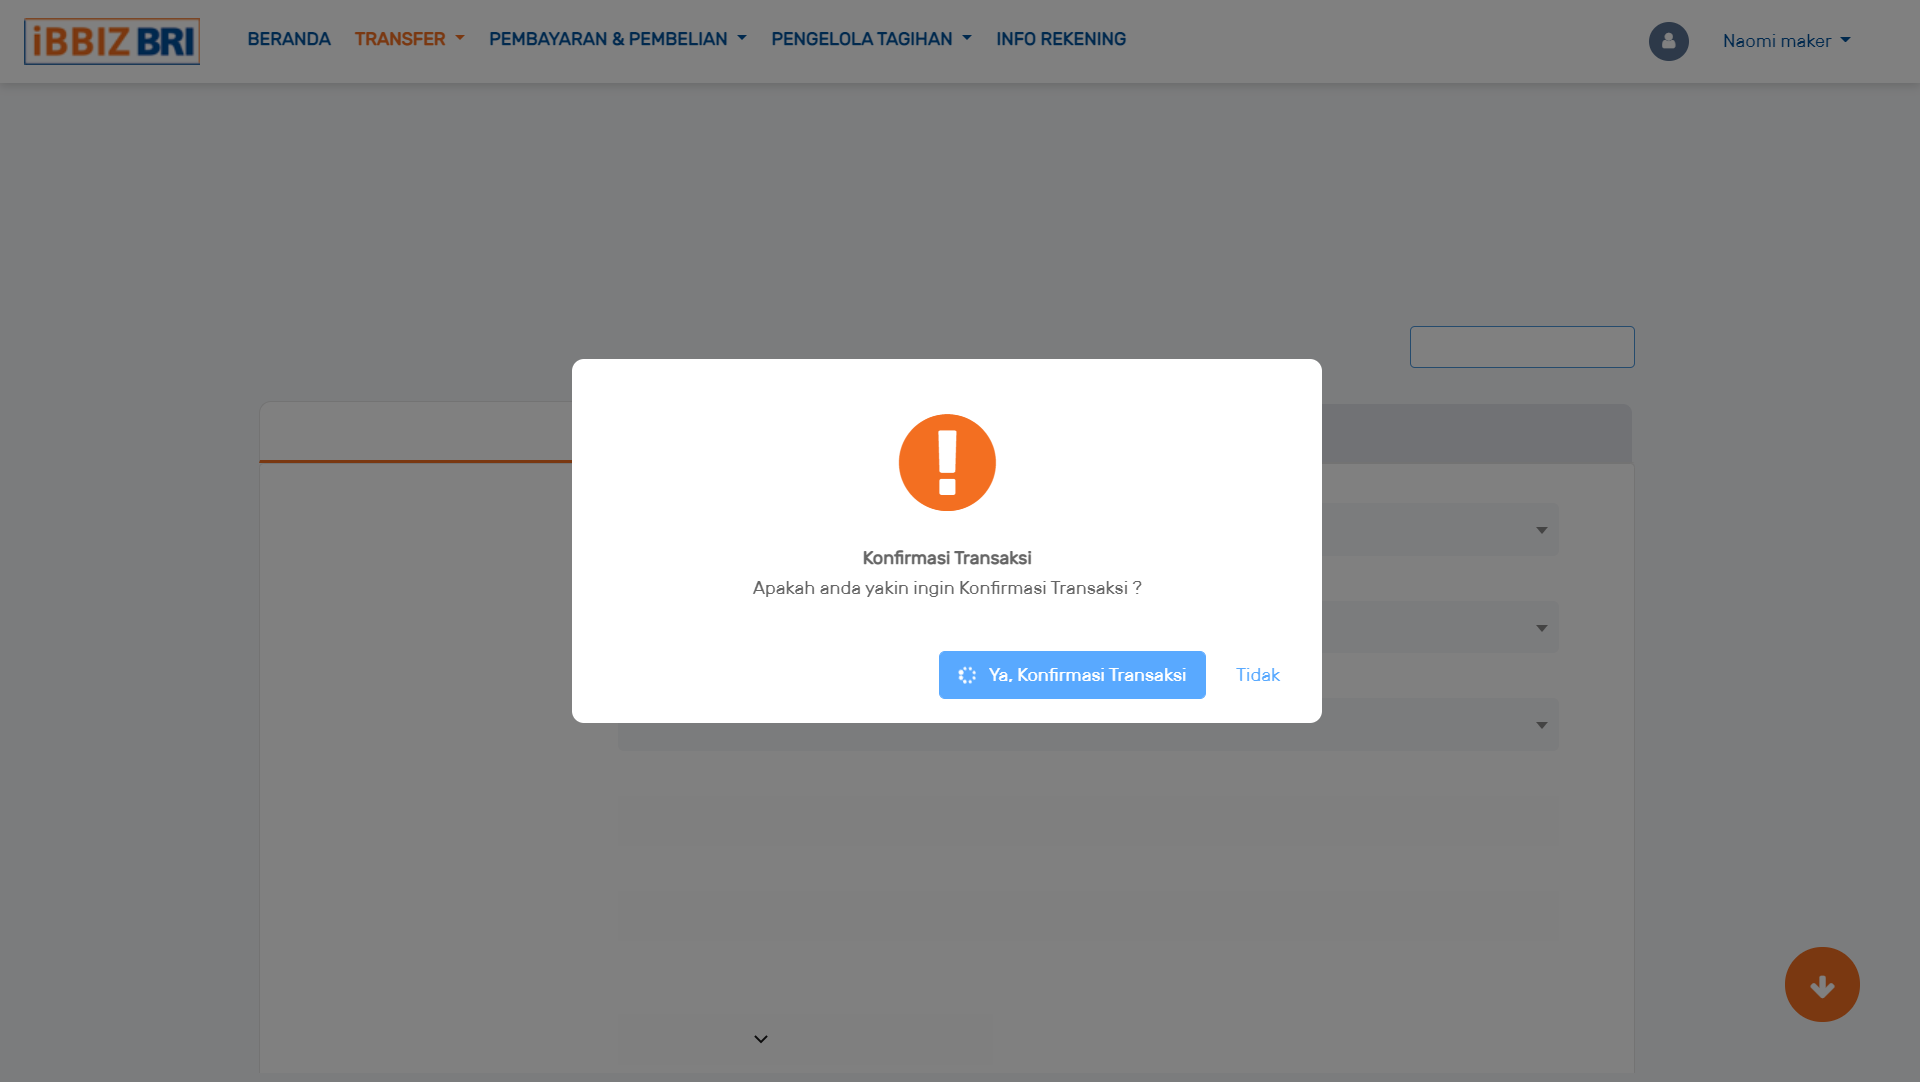 iBBIZ BRI
BERANDA TRANSFER PEMBAYARAN & PEMBELIAN PENGELOLA TAGIHAN INFO REKENING Naomi maker
Konfirmasi Transaksi
Apakah anda yakin ingin Konfirmasi Transaksi ?
Ya, Konfirmasi Transaksi Tidak